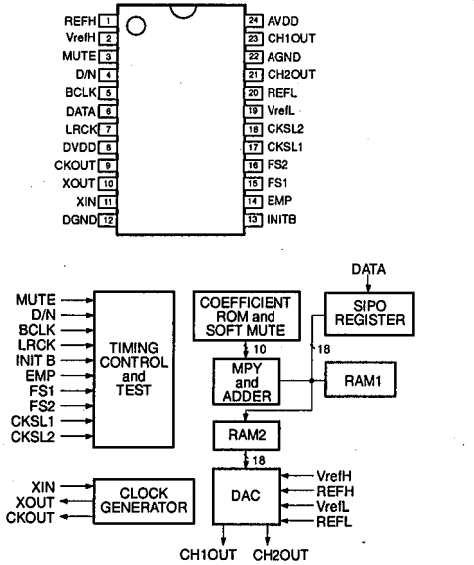 REFH 1
VrefH 2
MUTE 3
D/N 4
BCLK 5
DATA 6
LRCK 7
DVDD 8
CKOUT 9
XOUT 10
XIN 11
DGND 12
24 AVDD
23 CH1OUT
22 AGND
21 CH2OUT
20 REFL
19 VrefL
18 CKSL2
17 CKSL1
16 FS2
15 FS1
14 EMP
13 INITB
MUTE
D/N
BCLK
LRCK
INIT B
EMP
FS1
FS2
CKSL1
CKSL2
TIMING
CONTROL
and
TEST
XIN
XOUT
CKOUT
CLOCK
GENERATOR
COEFFICIENT
ROM and
SOFT MUTE
10
MPY
and
ADDER
DATA
SIPO
REGISTER
18
RAM1
RAM2
18
DAC
VrefH
REFH
VrefL
REFL
CH1OUT
CH2OUT